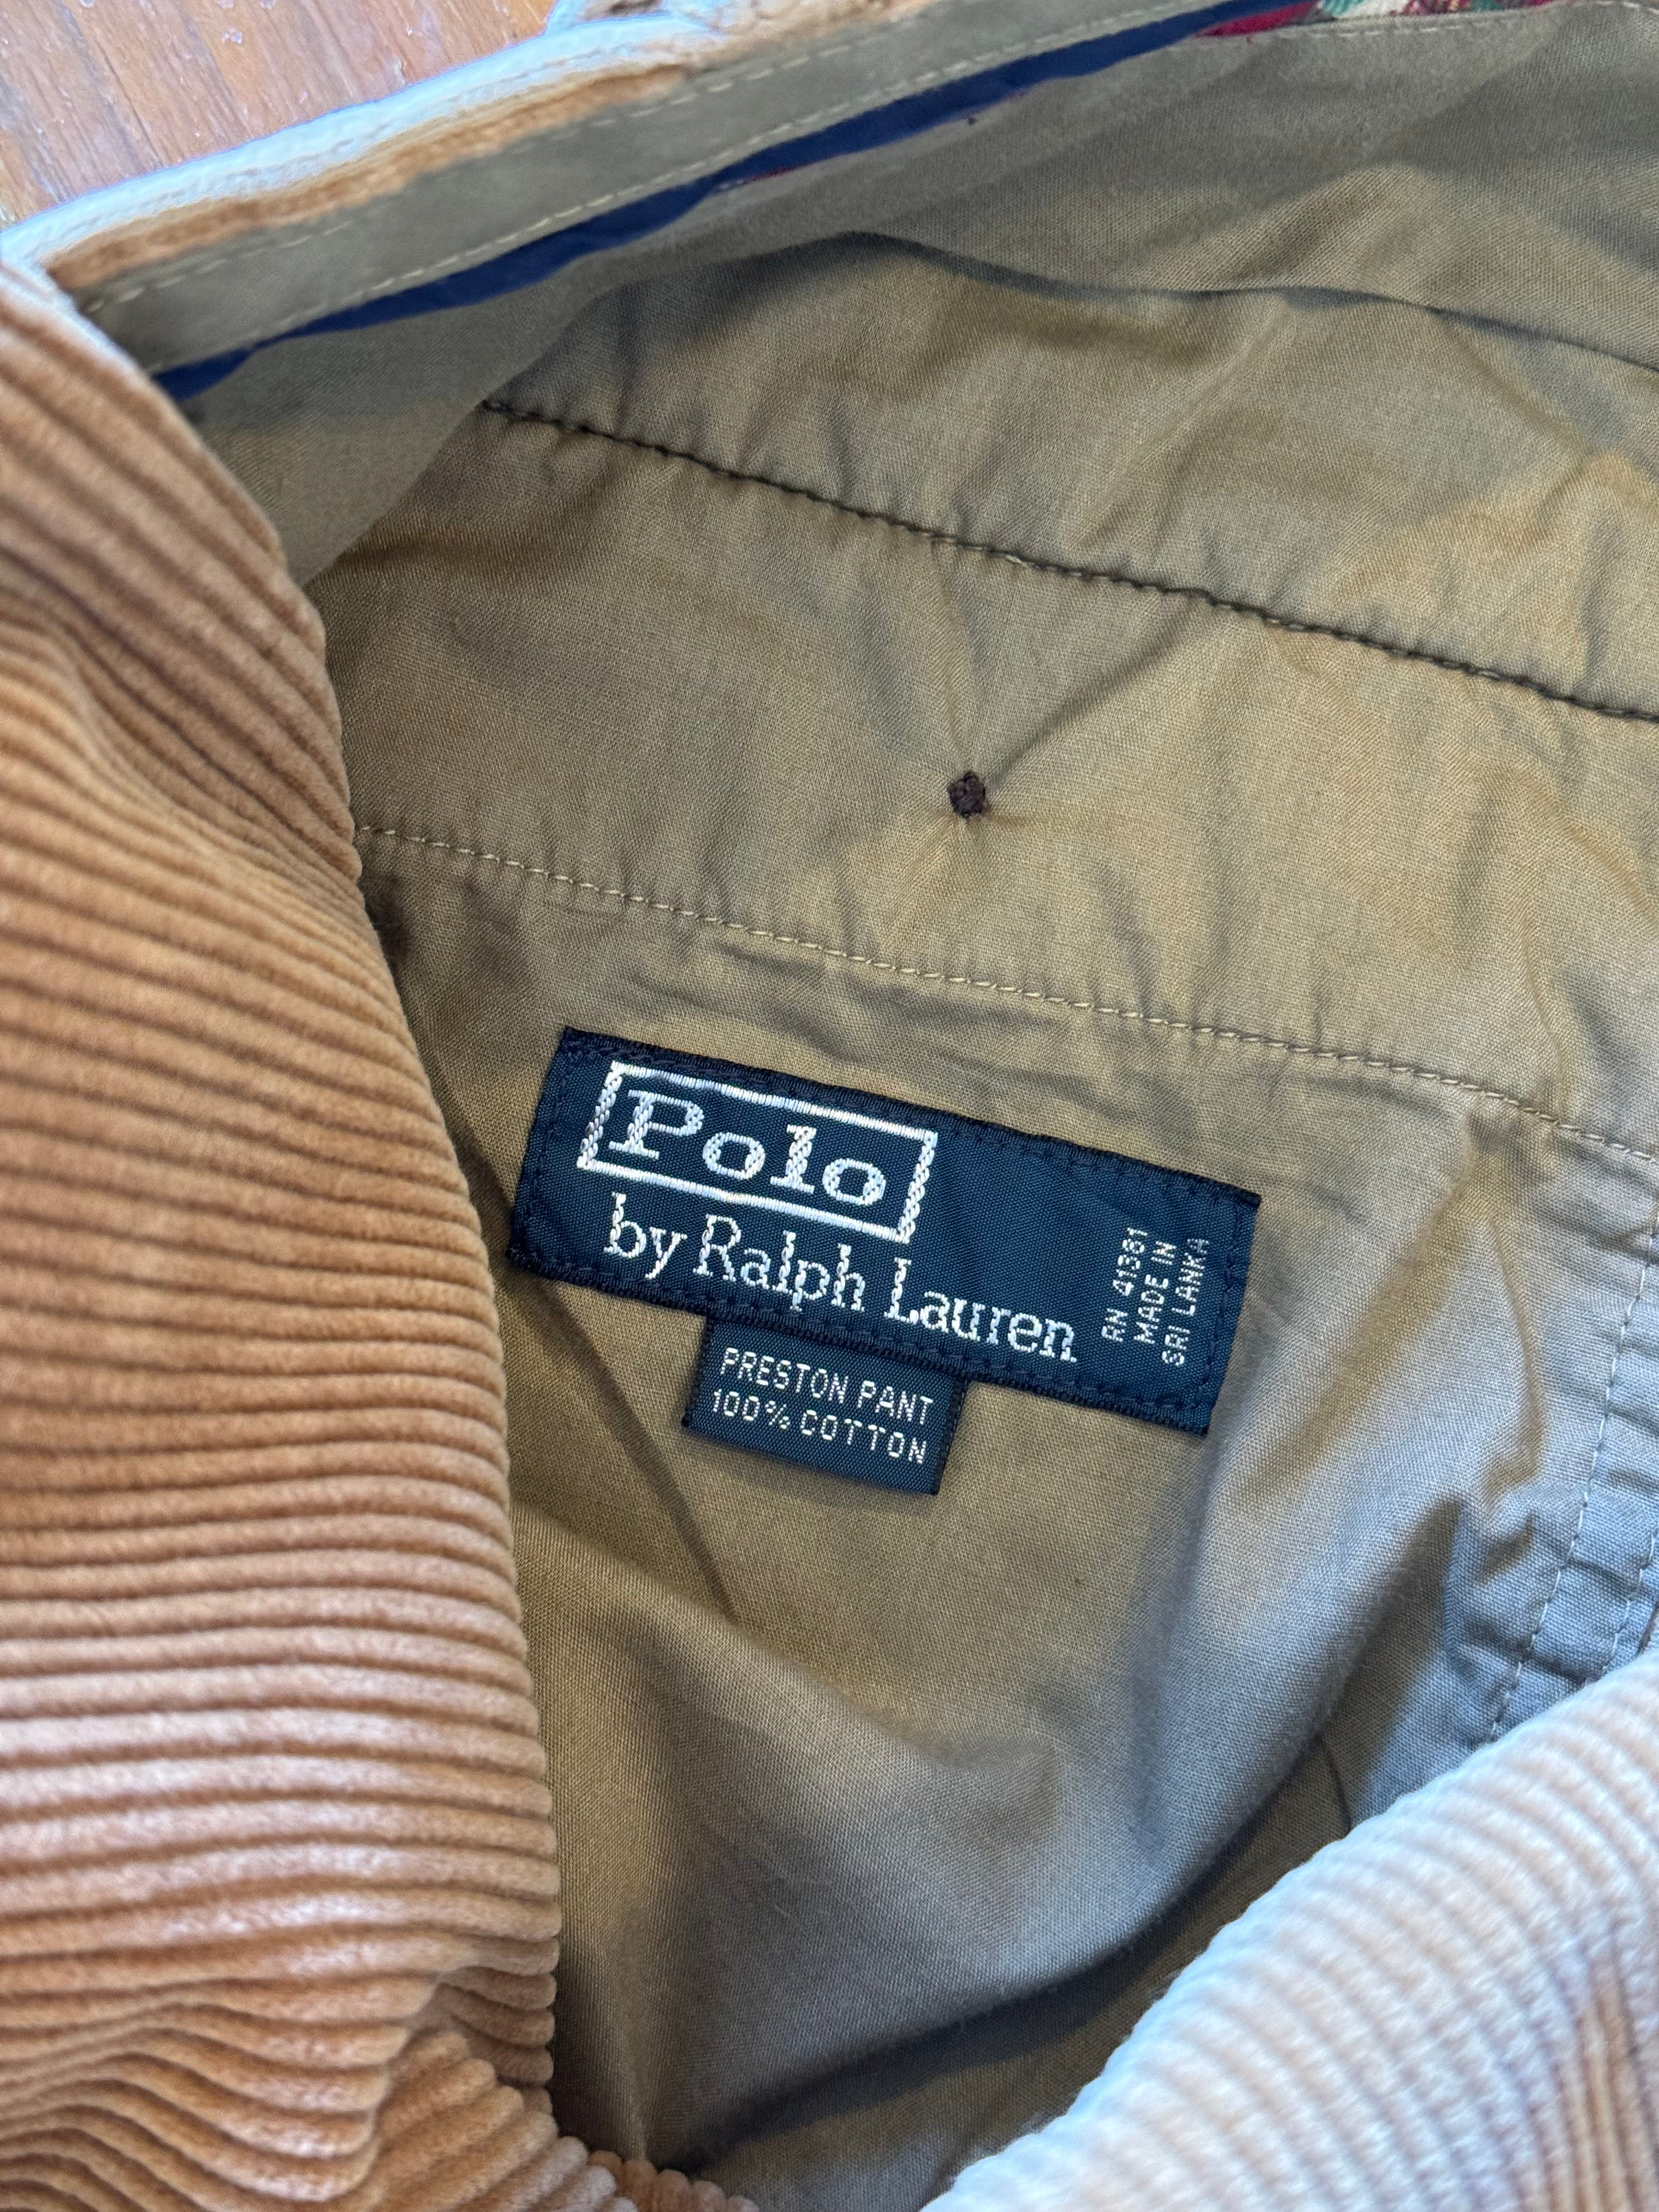 Polo
by Ralph Lauren
RN 41381
MADE IN
SRI LANKA
PRESTON PANT
100% COTTON